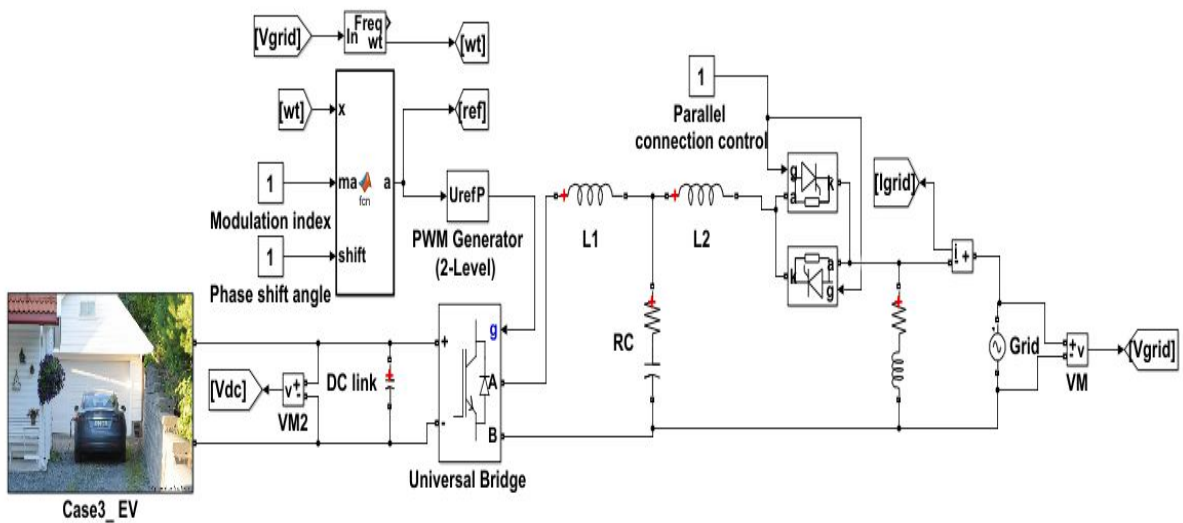 [Vgrid]
In
Freq
wt
[wt]
[wt]
x
[ref]
1
ma
a
fcn
Modulation index
1
shift
Phase shift angle
UrefP
PWM Generator
(2-Level)
1
Parallel
connection control
g
a
k
[Igrid]
L1
L2
k
a
g
i
+
-
g
+
-
A
B
RC
Grid
+
-
v
VM
[Vgrid]
[Vdc]
v
+
-
VM2
DC link
Universal Bridge
Case3_ EV